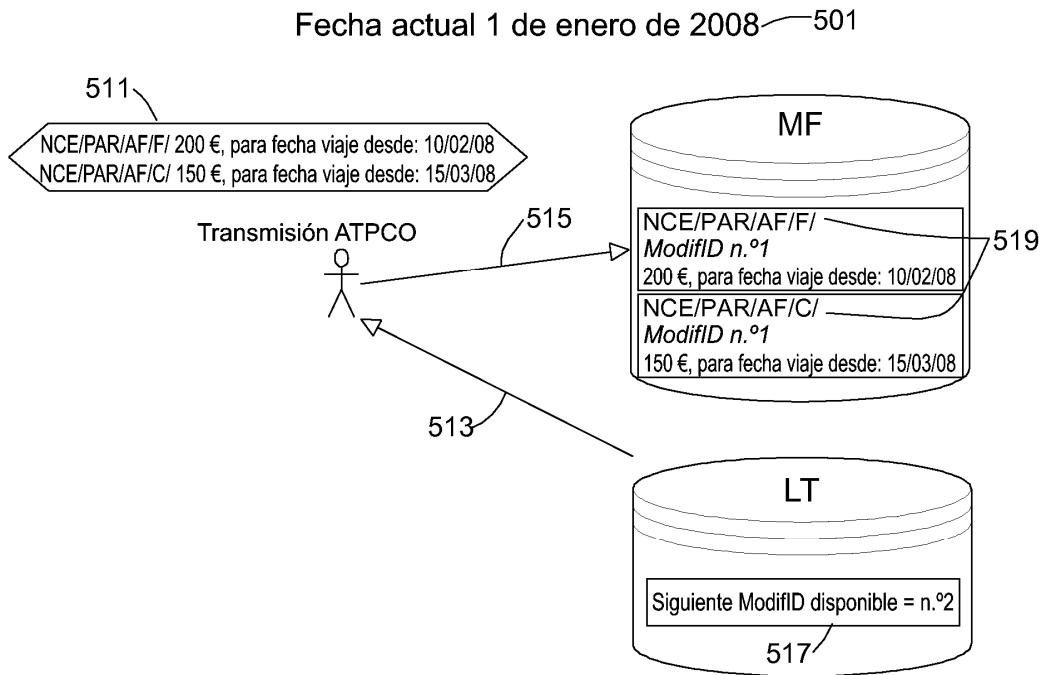 Fecha actual 1 de enero de 2008 501
511
NCE/PAR/AF/F/ 200 €, para fecha viaje desde: 10/02/08
NCE/PAR/AF/C/ 150 €, para fecha viaje desde: 15/03/08
Transmisión ATPCO
515
MF
NCE/PAR/AF/F/
ModifID n.º1
200 €, para fecha viaje desde: 10/02/08
519
NCE/PAR/AF/C/
ModifID n.º1
150 €, para fecha viaje desde: 15/03/08
513
LT
Siguiente ModifID disponible = n.º2
517